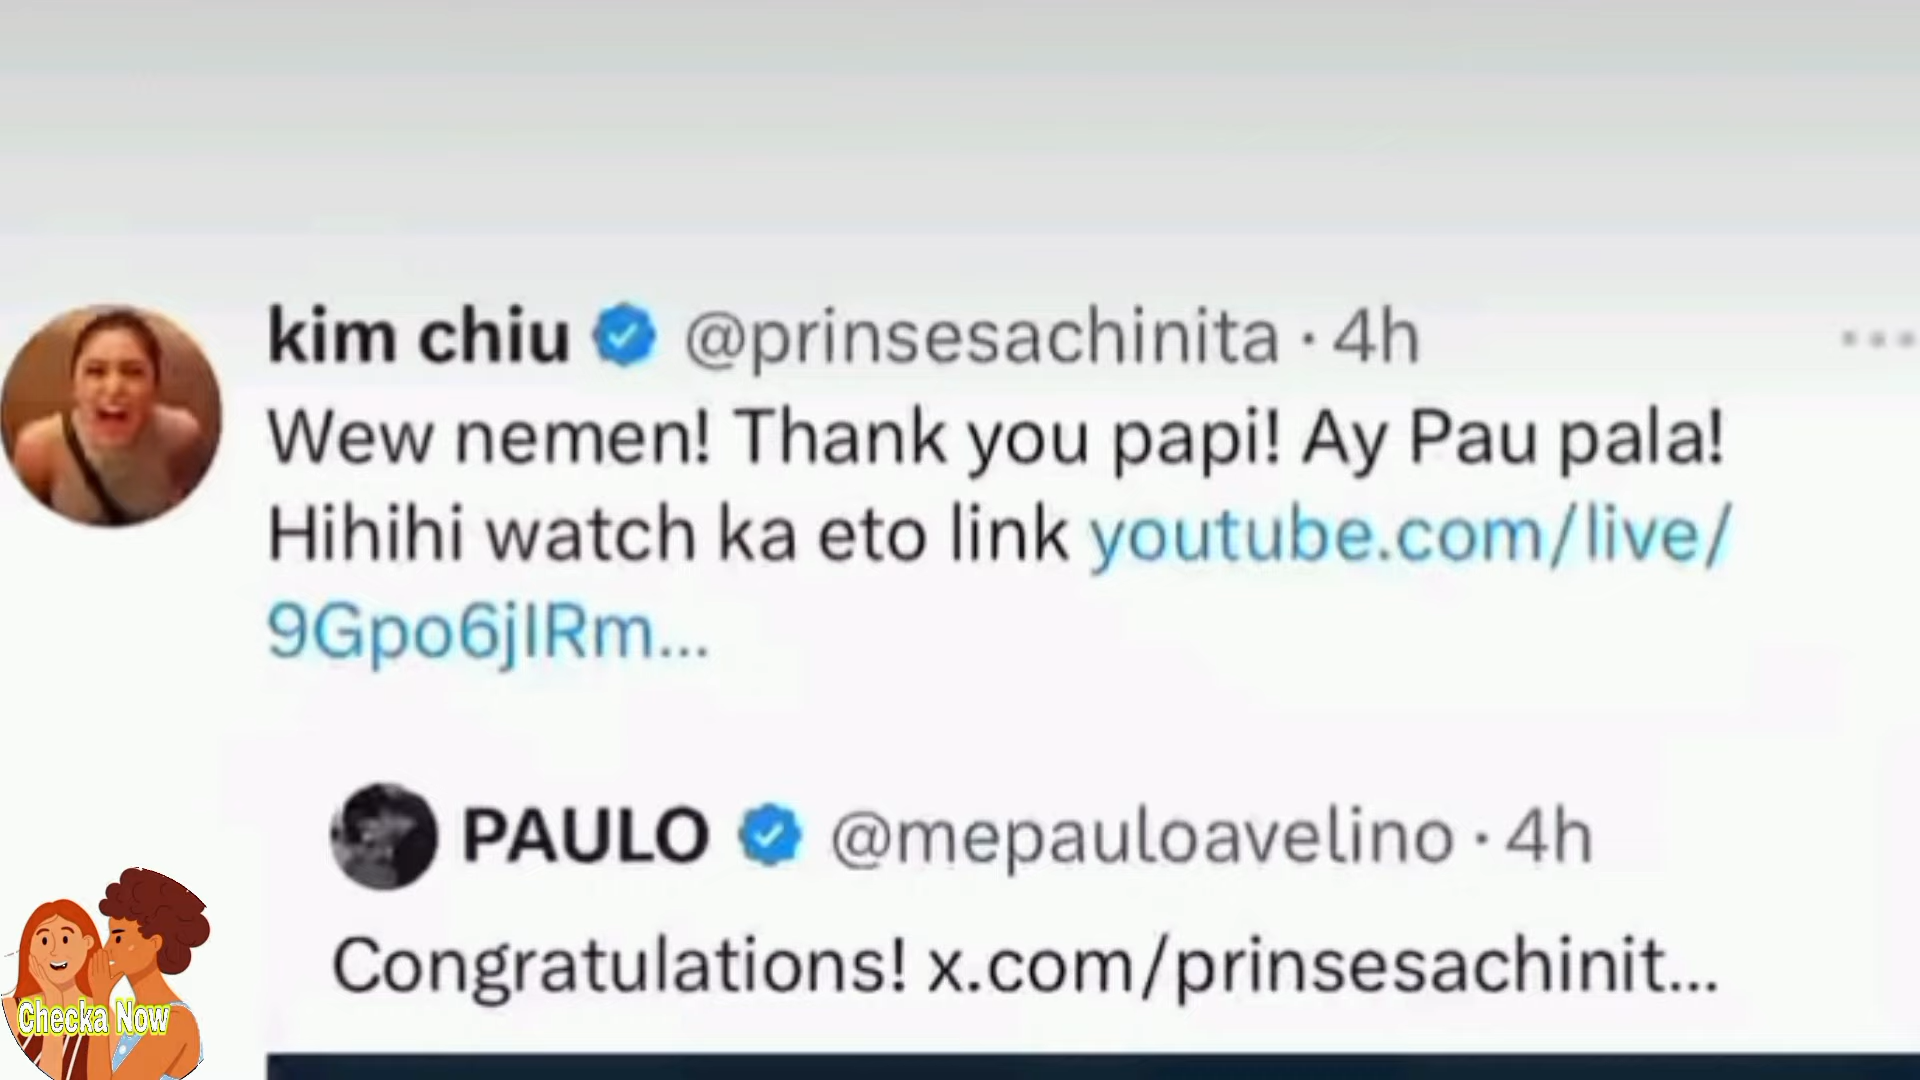 kim chiu @prinsesachinita · 4h
Wew nemen! Thank you papi! Ay Pau pala!
Hihihi watch ka eto link youtube.com/live/
9Gpo6jIRm...
PAULO @mepauloavelino · 4h
Congratulations! x.com/prinsesachinit...
Checka Now